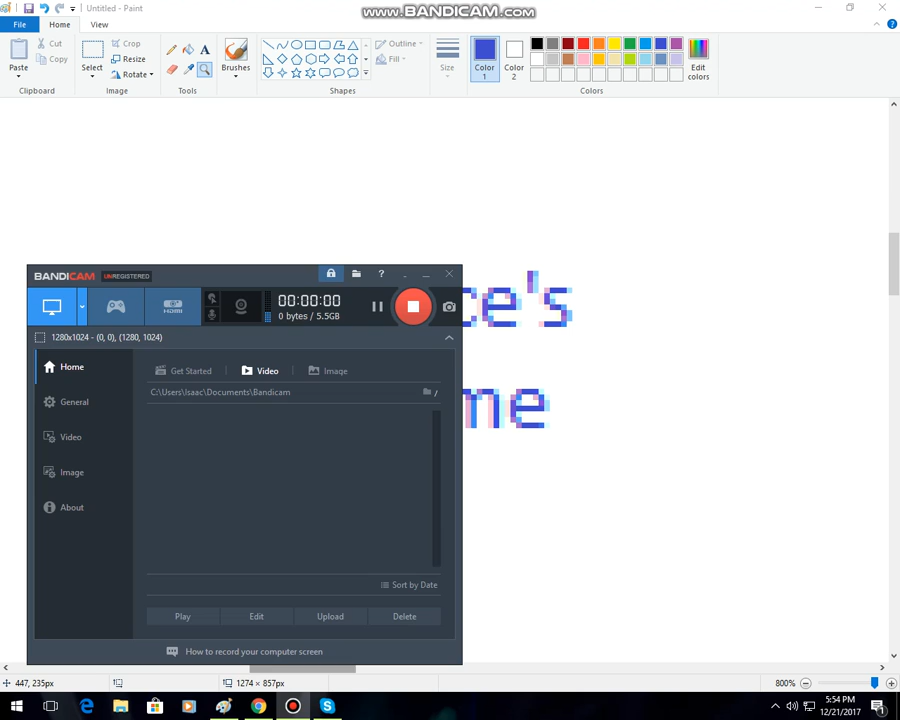 Untitled - Paint
www.BANDICAM.com
File
Home
View
Paste
Cut
Copy
Clipboard
Select
Crop
Resize
Rotate
Image
Tools
Brushes
Shapes
Outline
Fill
Size
Color 1
Color 2
Edit colors
Colors
ce's
me
BANDICAM UNREGISTERED
?
HDMI
00:00:00
0 bytes / 5.5GB
1280x1024 - (0, 0), (1280, 1024)
Home
General
Video
Image
About
Get Started
Video
Image
C:\Users\Isaac\Documents\Bandicam
Sort by Date
Play
Edit
Upload
Delete
How to record your computer screen
447, 235px
1274 × 857px
800%
5:54 PM
12/21/2017
1